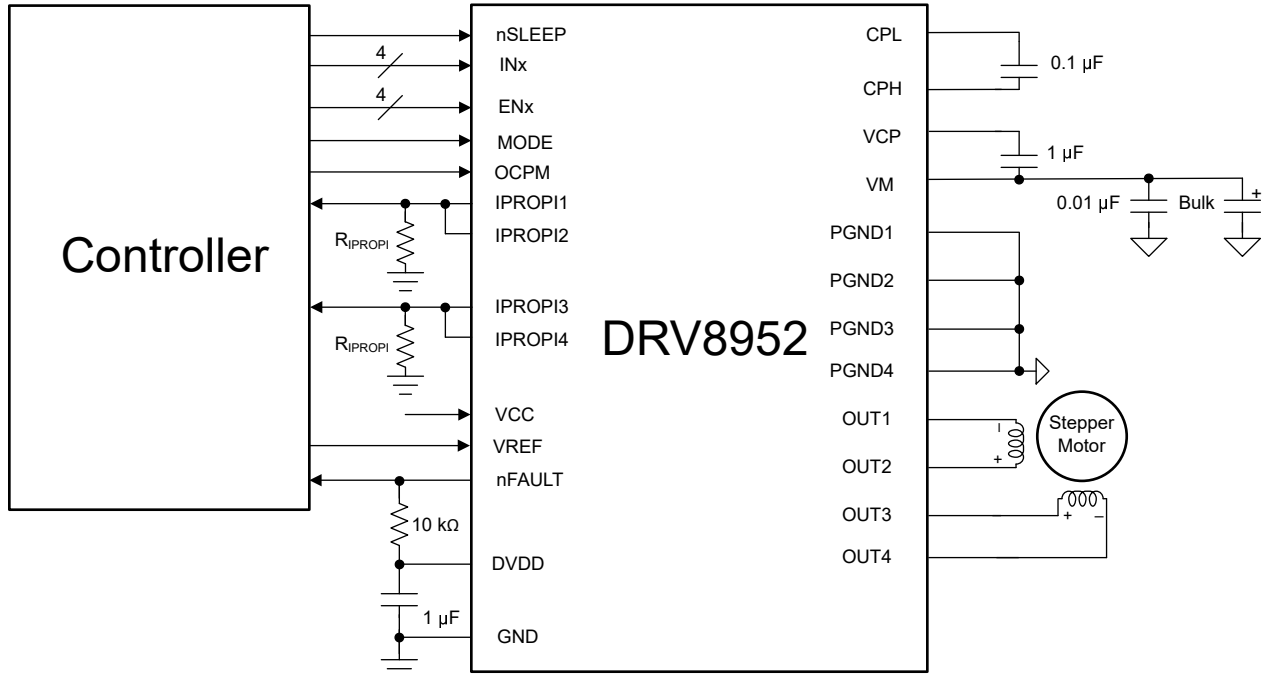 Controller
nSLEEP
4
INx
4
ENx
MODE
OCPM
IPROPI1
IPROPI2
RIPROPI
IPROPI3
IPROPI4
RIPROPI
VCC
VREF
nFAULT
10 kΩ
DVDD
1 µF
GND
DRV8952
CPL
0.1 µF
CPH
VCP
1 µF
VM
0.01 µF
Bulk
+
PGND1
PGND2
PGND3
PGND4
OUT1
–
Stepper
Motor
+
OUT2
OUT3
+ –
OUT4